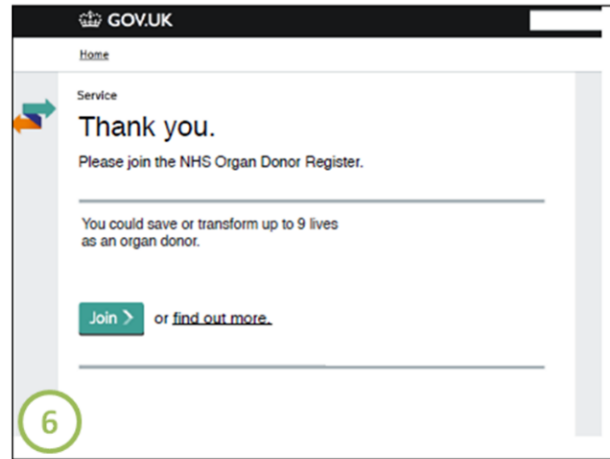 GOV.UK
Home
Service
Thank you.
Please join the NHS Organ Donor Register.
You could save or transform up to 9 lives
as an organ donor.
Join > or find out more.
6